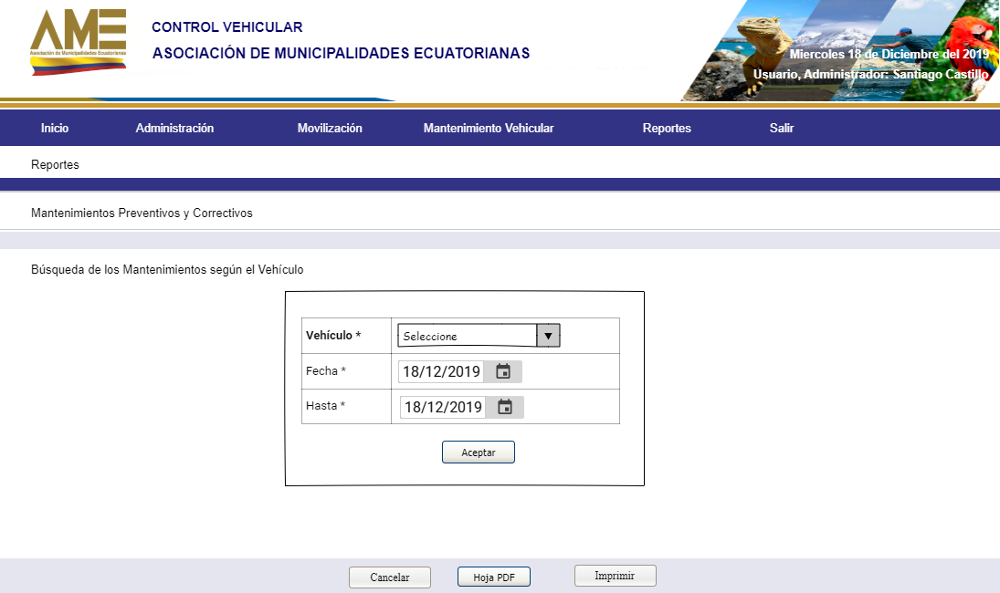 AME
Asociación de Municipalidades Ecuatorianas
CONTROL VEHICULAR
ASOCIACIÓN DE MUNICIPALIDADES ECUATORIANAS
Miercoles 18 de Diciembre del 2019
Usuario, Administrador: Santiago Castillo
Inicio Administración Movilización Mantenimiento Vehicular Reportes Salir
Reportes
Mantenimientos Preventivos y Correctivos
Búsqueda de los Mantenimientos según el Vehículo
Vehículo * Seleccione
Fecha * 18/12/2019
Hasta * 18/12/2019
Aceptar
Cancelar Hoja PDF Imprimir